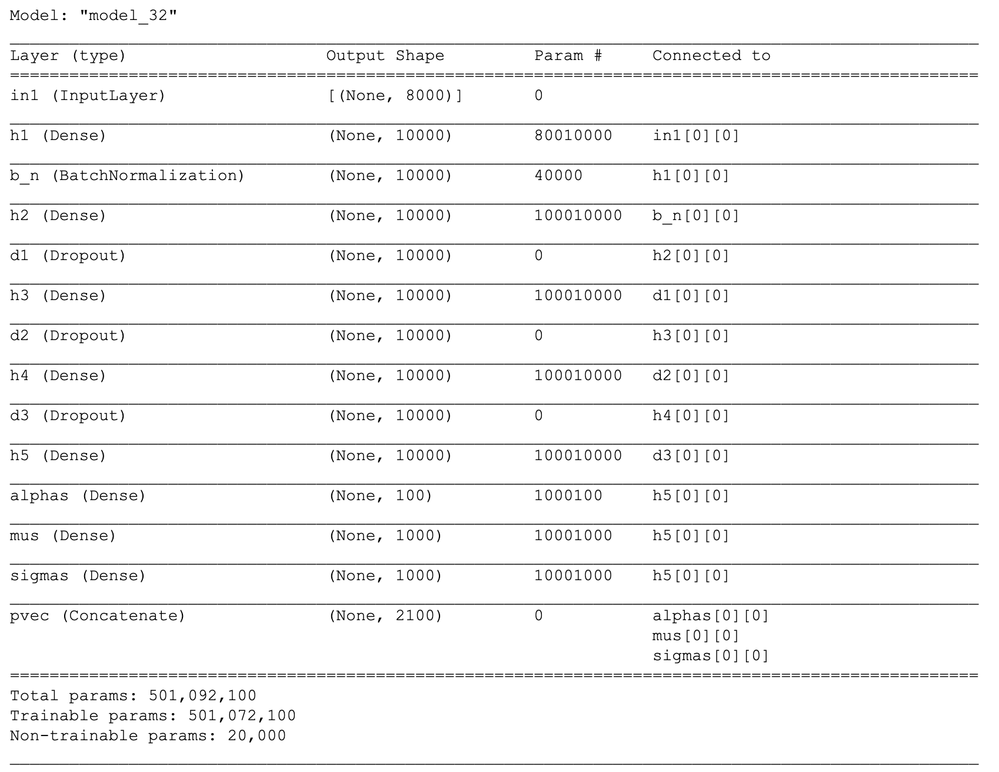 Model: "model_32"
__________________________________________________________________________________________________
Layer (type)                    Output Shape         Param #     Connected to
==================================================================================================
in1 (InputLayer)                [(None, 8000)]       0
__________________________________________________________________________________________________
h1 (Dense)                      (None, 10000)        80010000    in1[0][0]
__________________________________________________________________________________________________
b_n (BatchNormalization)        (None, 10000)        40000       h1[0][0]
__________________________________________________________________________________________________
h2 (Dense)                      (None, 10000)        100010000   b_n[0][0]
__________________________________________________________________________________________________
d1 (Dropout)                    (None, 10000)        0           h2[0][0]
__________________________________________________________________________________________________
h3 (Dense)                      (None, 10000)        100010000   d1[0][0]
__________________________________________________________________________________________________
d2 (Dropout)                    (None, 10000)        0           h3[0][0]
__________________________________________________________________________________________________
h4 (Dense)                      (None, 10000)        100010000   d2[0][0]
__________________________________________________________________________________________________
d3 (Dropout)                    (None, 10000)        0           h4[0][0]
__________________________________________________________________________________________________
h5 (Dense)                      (None, 10000)        100010000   d3[0][0]
__________________________________________________________________________________________________
alphas (Dense)                  (None, 100)          1000100     h5[0][0]
__________________________________________________________________________________________________
mus (Dense)                     (None, 1000)         10001000    h5[0][0]
__________________________________________________________________________________________________
sigmas (Dense)                  (None, 1000)         10001000    h5[0][0]
__________________________________________________________________________________________________
pvec (Concatenate)              (None, 2100)         0           alphas[0][0]
                                                                 mus[0][0]
                                                                 sigmas[0][0]
==================================================================================================
Total params: 501,092,100
Trainable params: 501,072,100
Non-trainable params: 20,000
__________________________________________________________________________________________________